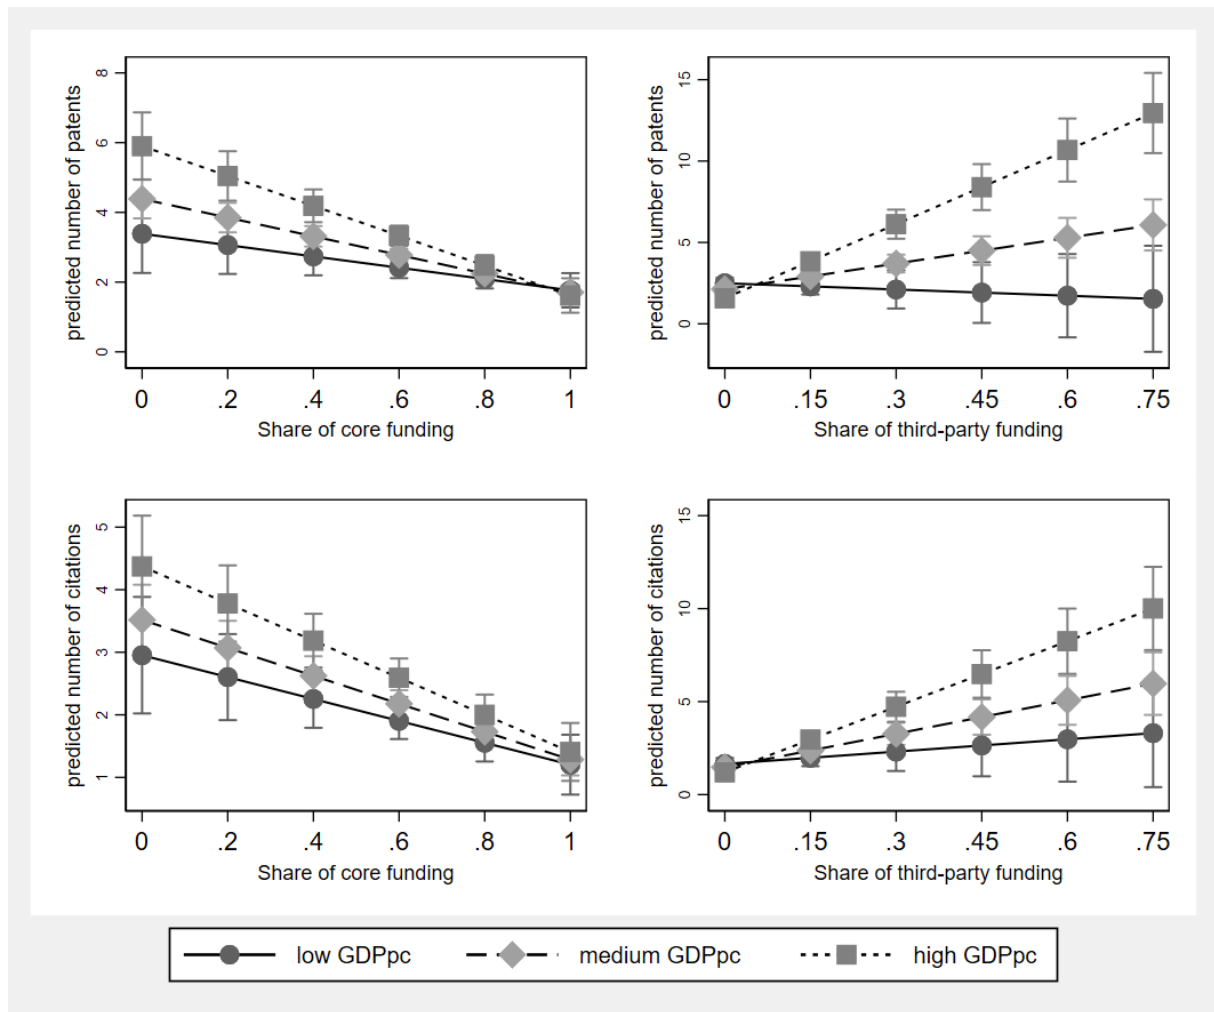 predicted number of patents
8
6
4
2
0
0 .2 .4 .6 .8 1
Share of core funding
predicted number of patents
15
10
5
0
0 .15 .3 .45 .6 .75
Share of third-party funding
predicted number of citations
5
4
3
2
1
0 .2 .4 .6 .8 1
Share of core funding
predicted number of citations
15
10
5
0
0 .15 .3 .45 .6 .75
Share of third-party funding
low GDPpc medium GDPpc high GDPpc